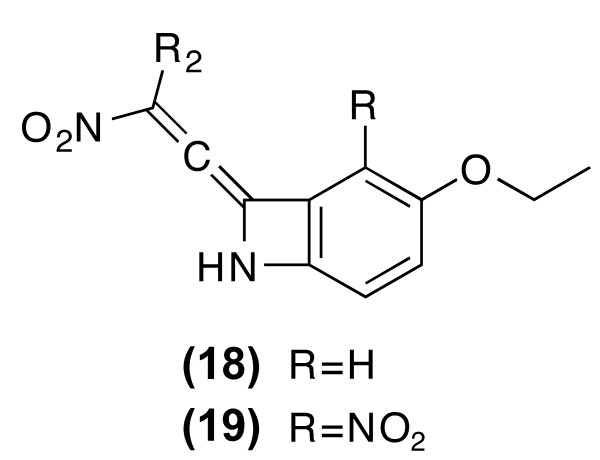 R₂
R
O₂N
C
O
HN
(18) R=H
(19) R=NO₂